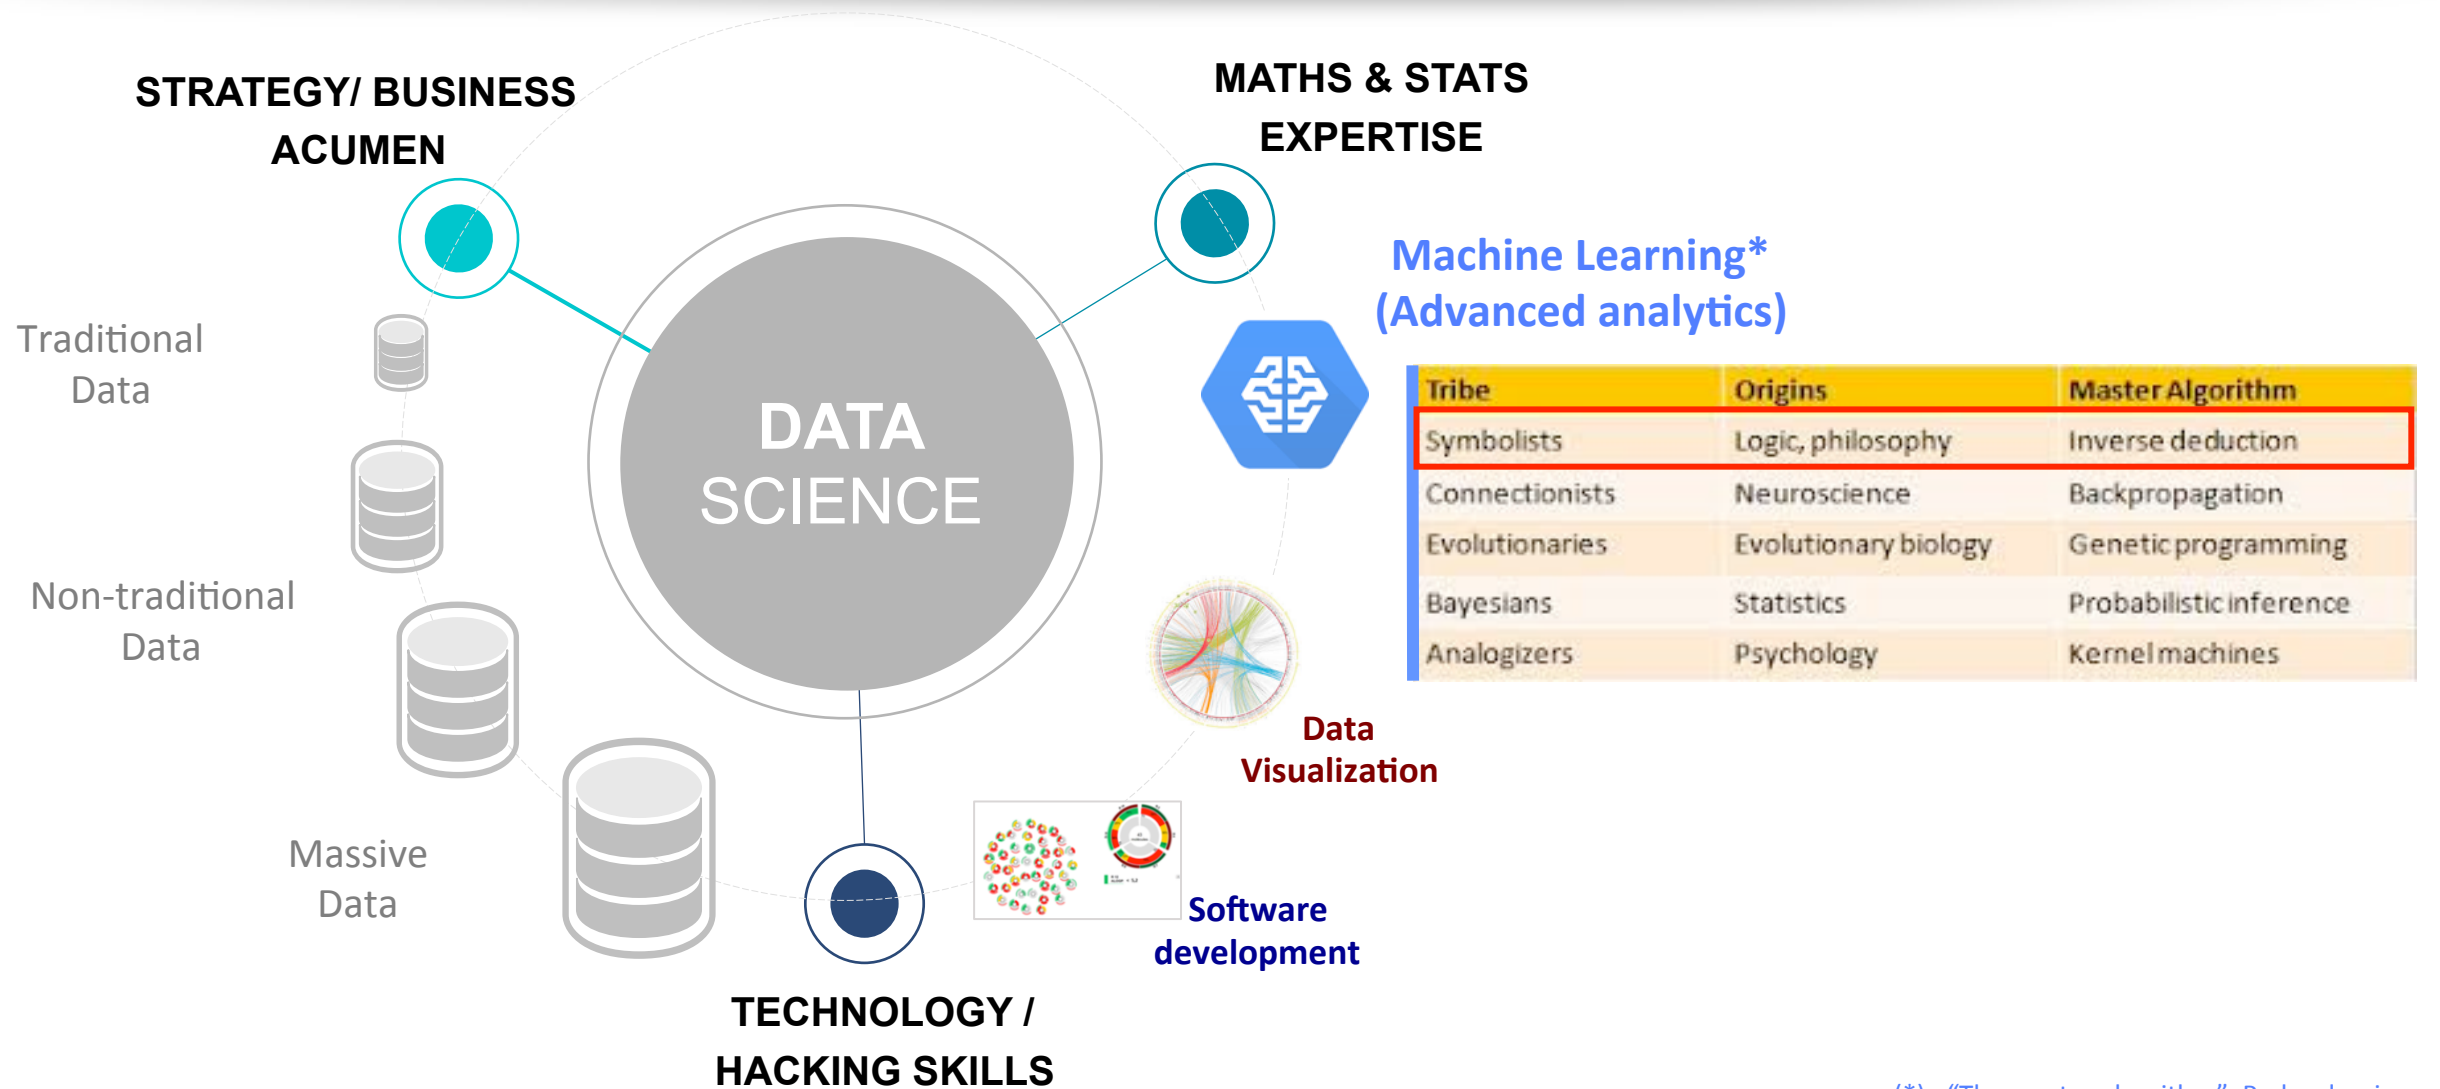 STRATEGY/ BUSINESS
ACUMEN
MATHS & STATS
EXPERTISE
Machine Learning*
(Advanced analytics)
Traditional
Data
DATA
SCIENCE
Tribe Origins Master Algorithm
Symbolists Logic, philosophy Inverse deduction
Connectionists Neuroscience Backpropagation
Evolutionaries Evolutionary biology Genetic programming
Bayesians Statistics Probabilistic inference
Analogizers Psychology Kernel machines
Non-traditional
Data
Data
Visualization
Massive
Data
Software
development
TECHNOLOGY /
HACKING SKILLS